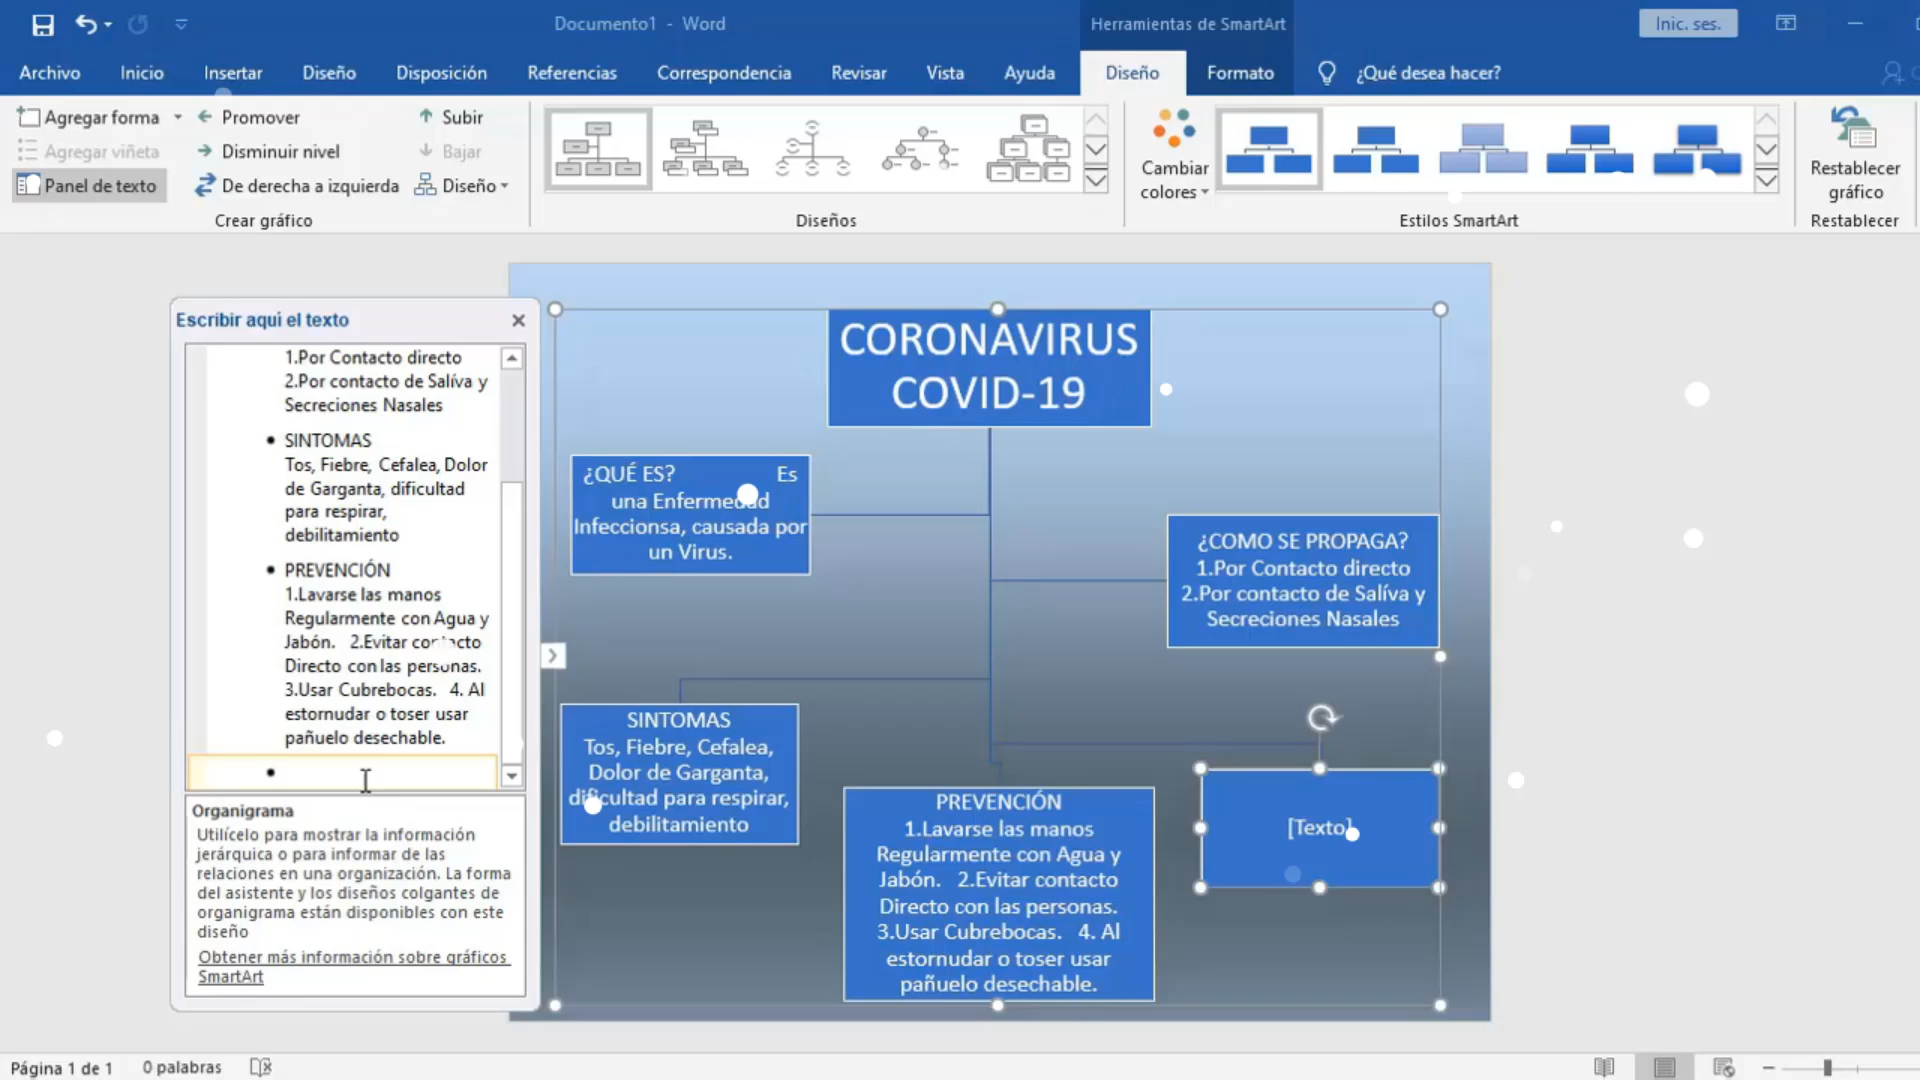 Documento1 - Word
Herramientas de SmartArt
Inic. ses.
Archivo
Inicio
Insertar
Diseño
Disposición
Referencias
Correspondencia
Revisar
Vista
Ayuda
Diseño
Formato
¿Qué desea hacer?
Agregar forma
Promover
Subir
Agregar viñeta
Disminuir nivel
Bajar
Panel de texto
De derecha a izquierda
Diseño
Crear gráfico
Diseños
Cambiar
colores
Estilos SmartArt
Restablecer
gráfico
Restablecer
Escribir aquí el texto
1.Por Contacto directo
2.Por contacto de Salíva y
Secreciones Nasales
• SINTOMAS
Tos, Fiebre, Cefalea, Dolor
de Garganta, dificultad
para respirar,
debilitamiento
• PREVENCIÓN
1.Lavarse las manos
Regularmente con Agua y
Jabón. 2.Evitar contacto
Directo con las personas.
3.Usar Cubrebocas. 4. Al
estornudar o toser usar
pañuelo desechable.
•
Organigrama
Utilícelo para mostrar la información
jerárquica o para informar de las
relaciones en una organización. La forma
del asistente y los diseños colgantes de
organigrama están disponibles con este
diseño
Obtener más información sobre gráficos
SmartArt
CORONAVIRUS
COVID-19
¿QUÉ ES? Es
una Enfermedad
Infeccionsa, causada por
un Virus.
¿COMO SE PROPAGA?
1.Por Contacto directo
2.Por contacto de Salíva y
Secreciones Nasales
SINTOMAS
Tos, Fiebre, Cefalea,
Dolor de Garganta,
dificultad para respirar,
debilitamiento
PREVENCIÓN
1.Lavarse las manos
Regularmente con Agua y
Jabón. 2.Evitar contacto
Directo con las personas.
3.Usar Cubrebocas. 4. Al
estornudar o toser usar
pañuelo desechable.
[Texto]
Página 1 de 1
0 palabras